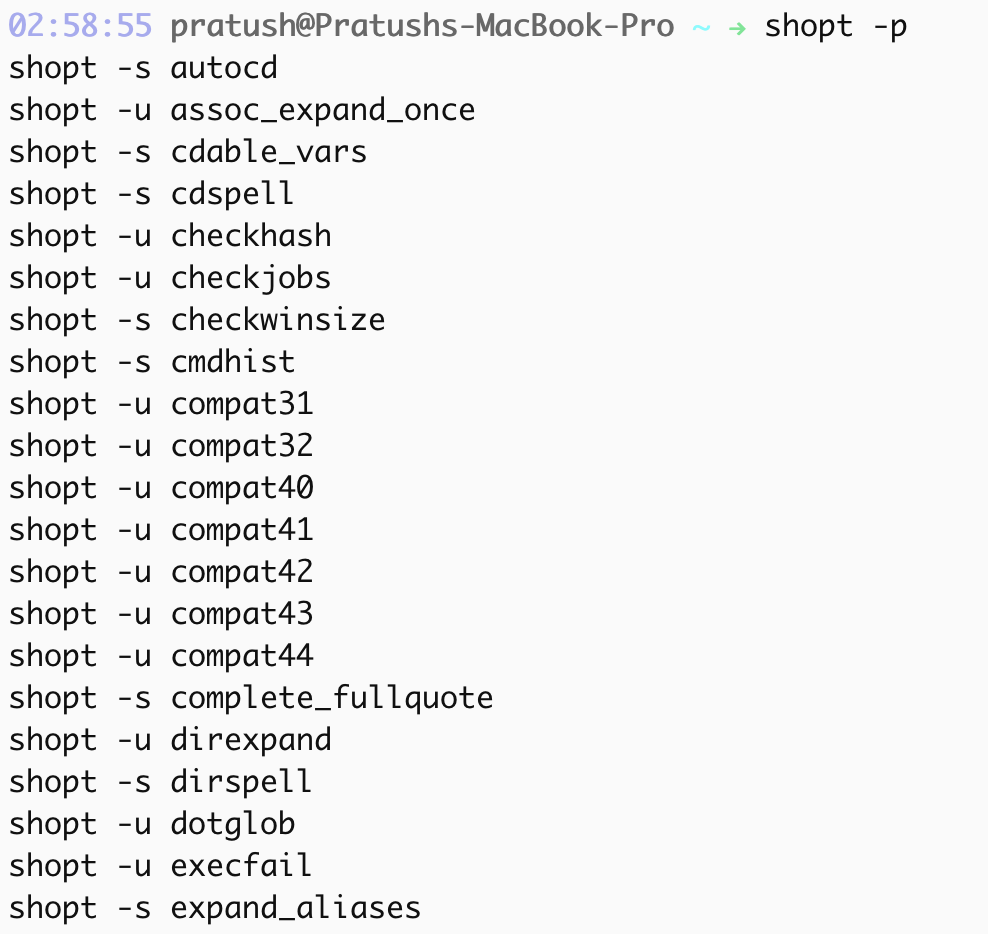 02:58:55 pratush@Pratushs-MacBook-Pro ~ → shopt -p
shopt -s autocd
shopt -u assoc_expand_once
shopt -s cdable_vars
shopt -s cdspell
shopt -u checkhash
shopt -u checkjobs
shopt -s checkwinsize
shopt -s cmdhist
shopt -u compat31
shopt -u compat32
shopt -u compat40
shopt -u compat41
shopt -u compat42
shopt -u compat43
shopt -u compat44
shopt -s complete_fullquote
shopt -u direxpand
shopt -s dirspell
shopt -u dotglob
shopt -u execfail
shopt -s expand_aliases